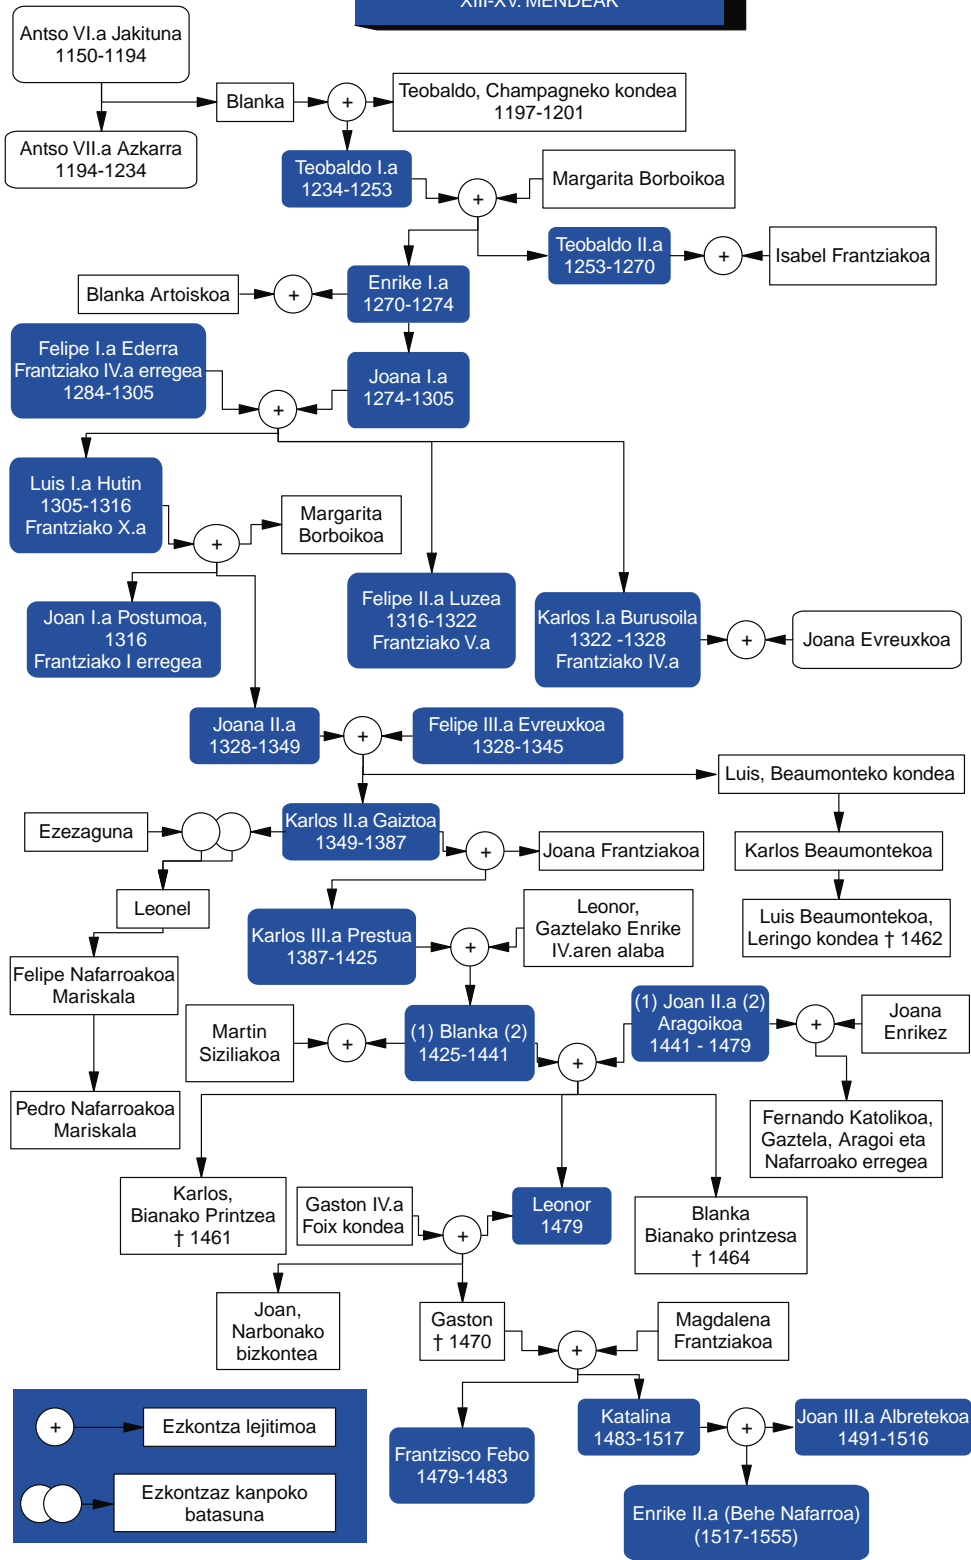 XIII-XV. MENDEAK
Antso VI.a Jakituna
1150-1194
Blanka
+
Teobaldo, Champagneko kondea
1197-1201
Antso VII.a Azkarra
1194-1234
Teobaldo I.a
1234-1253
+
Margarita Borboikoa
Teobaldo II.a
1253-1270
+
Isabel Frantziakoa
Blanka Artoiskoa
+
Enrike I.a
1270-1274
Felipe I.a Ederra
Frantziako IV.a erregea
1284-1305
+
Joana I.a
1274-1305
Luis I.a Hutin
1305-1316
Frantziako X.a
+
Margarita
Borboikoa
Joan I.a Postumoa,
1316
Frantziako I erregea
Felipe II.a Luzea
1316-1322
Frantziako V.a
Karlos I.a Burusoila
1322 -1328
Frantziako IV.a
+
Joana Evreuxkoa
Joana II.a
1328-1349
+
Felipe III.a Evreuxkoa
1328-1345
Luis, Beaumonteko kondea
Ezezaguna
Karlos II.a Gaiztoa
1349-1387
+
Joana Frantziakoa
Karlos Beaumontekoa
Leonel
Karlos III.a Prestua
1387-1425
+
Leonor,
Gaztelako Enrike
IV.aren alaba
Luis Beaumontekoa,
Leringo kondea † 1462
Felipe Nafarroakoa
Mariskala
Martin
Siziliakoa
+
(1) Blanka (2)
1425-1441
+
(1) Joan II.a (2)
Aragoikoa
1441 - 1479
+
Joana
Enrikez
Pedro Nafarroakoa
Mariskala
Fernando Katolikoa,
Gaztela, Aragoi eta
Nafarroako erregea
Karlos,
Bianako Printzea
† 1461
Gaston IV.a
Foix kondea
+
Leonor
1479
Blanka
Bianako printzesa
† 1464
Joan,
Narbonako
bizkontea
Gaston
† 1470
+
Magdalena
Frantziakoa
Frantzisco Febo
1479-1483
Katalina
1483-1517
+
Joan III.a Albretekoa
1491-1516
Enrike II.a (Behe Nafarroa)
(1517-1555)
+
Ezkontza lejitimoa
Ezkontzaz kanpoko
batasuna